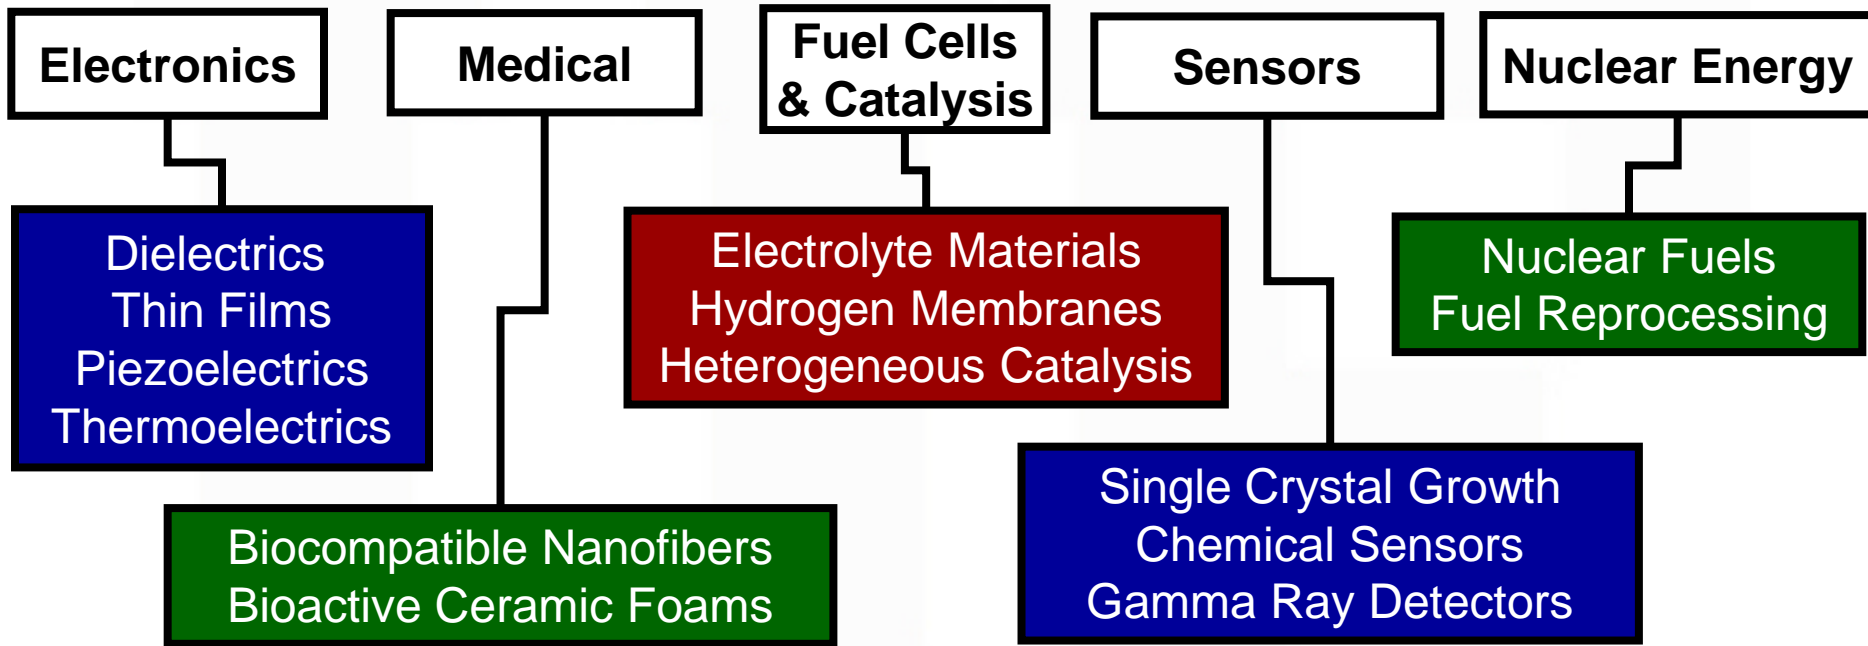 Electronics
Medical
Fuel Cells
& Catalysis
Sensors
Nuclear Energy
Dielectrics
Thin Films
Piezoelectrics
Thermoelectrics
Biocompatible Nanofibers
Bioactive Ceramic Foams
Electrolyte Materials
Hydrogen Membranes
Heterogeneous Catalysis
Single Crystal Growth
Chemical Sensors
Gamma Ray Detectors
Nuclear Fuels
Fuel Reprocessing